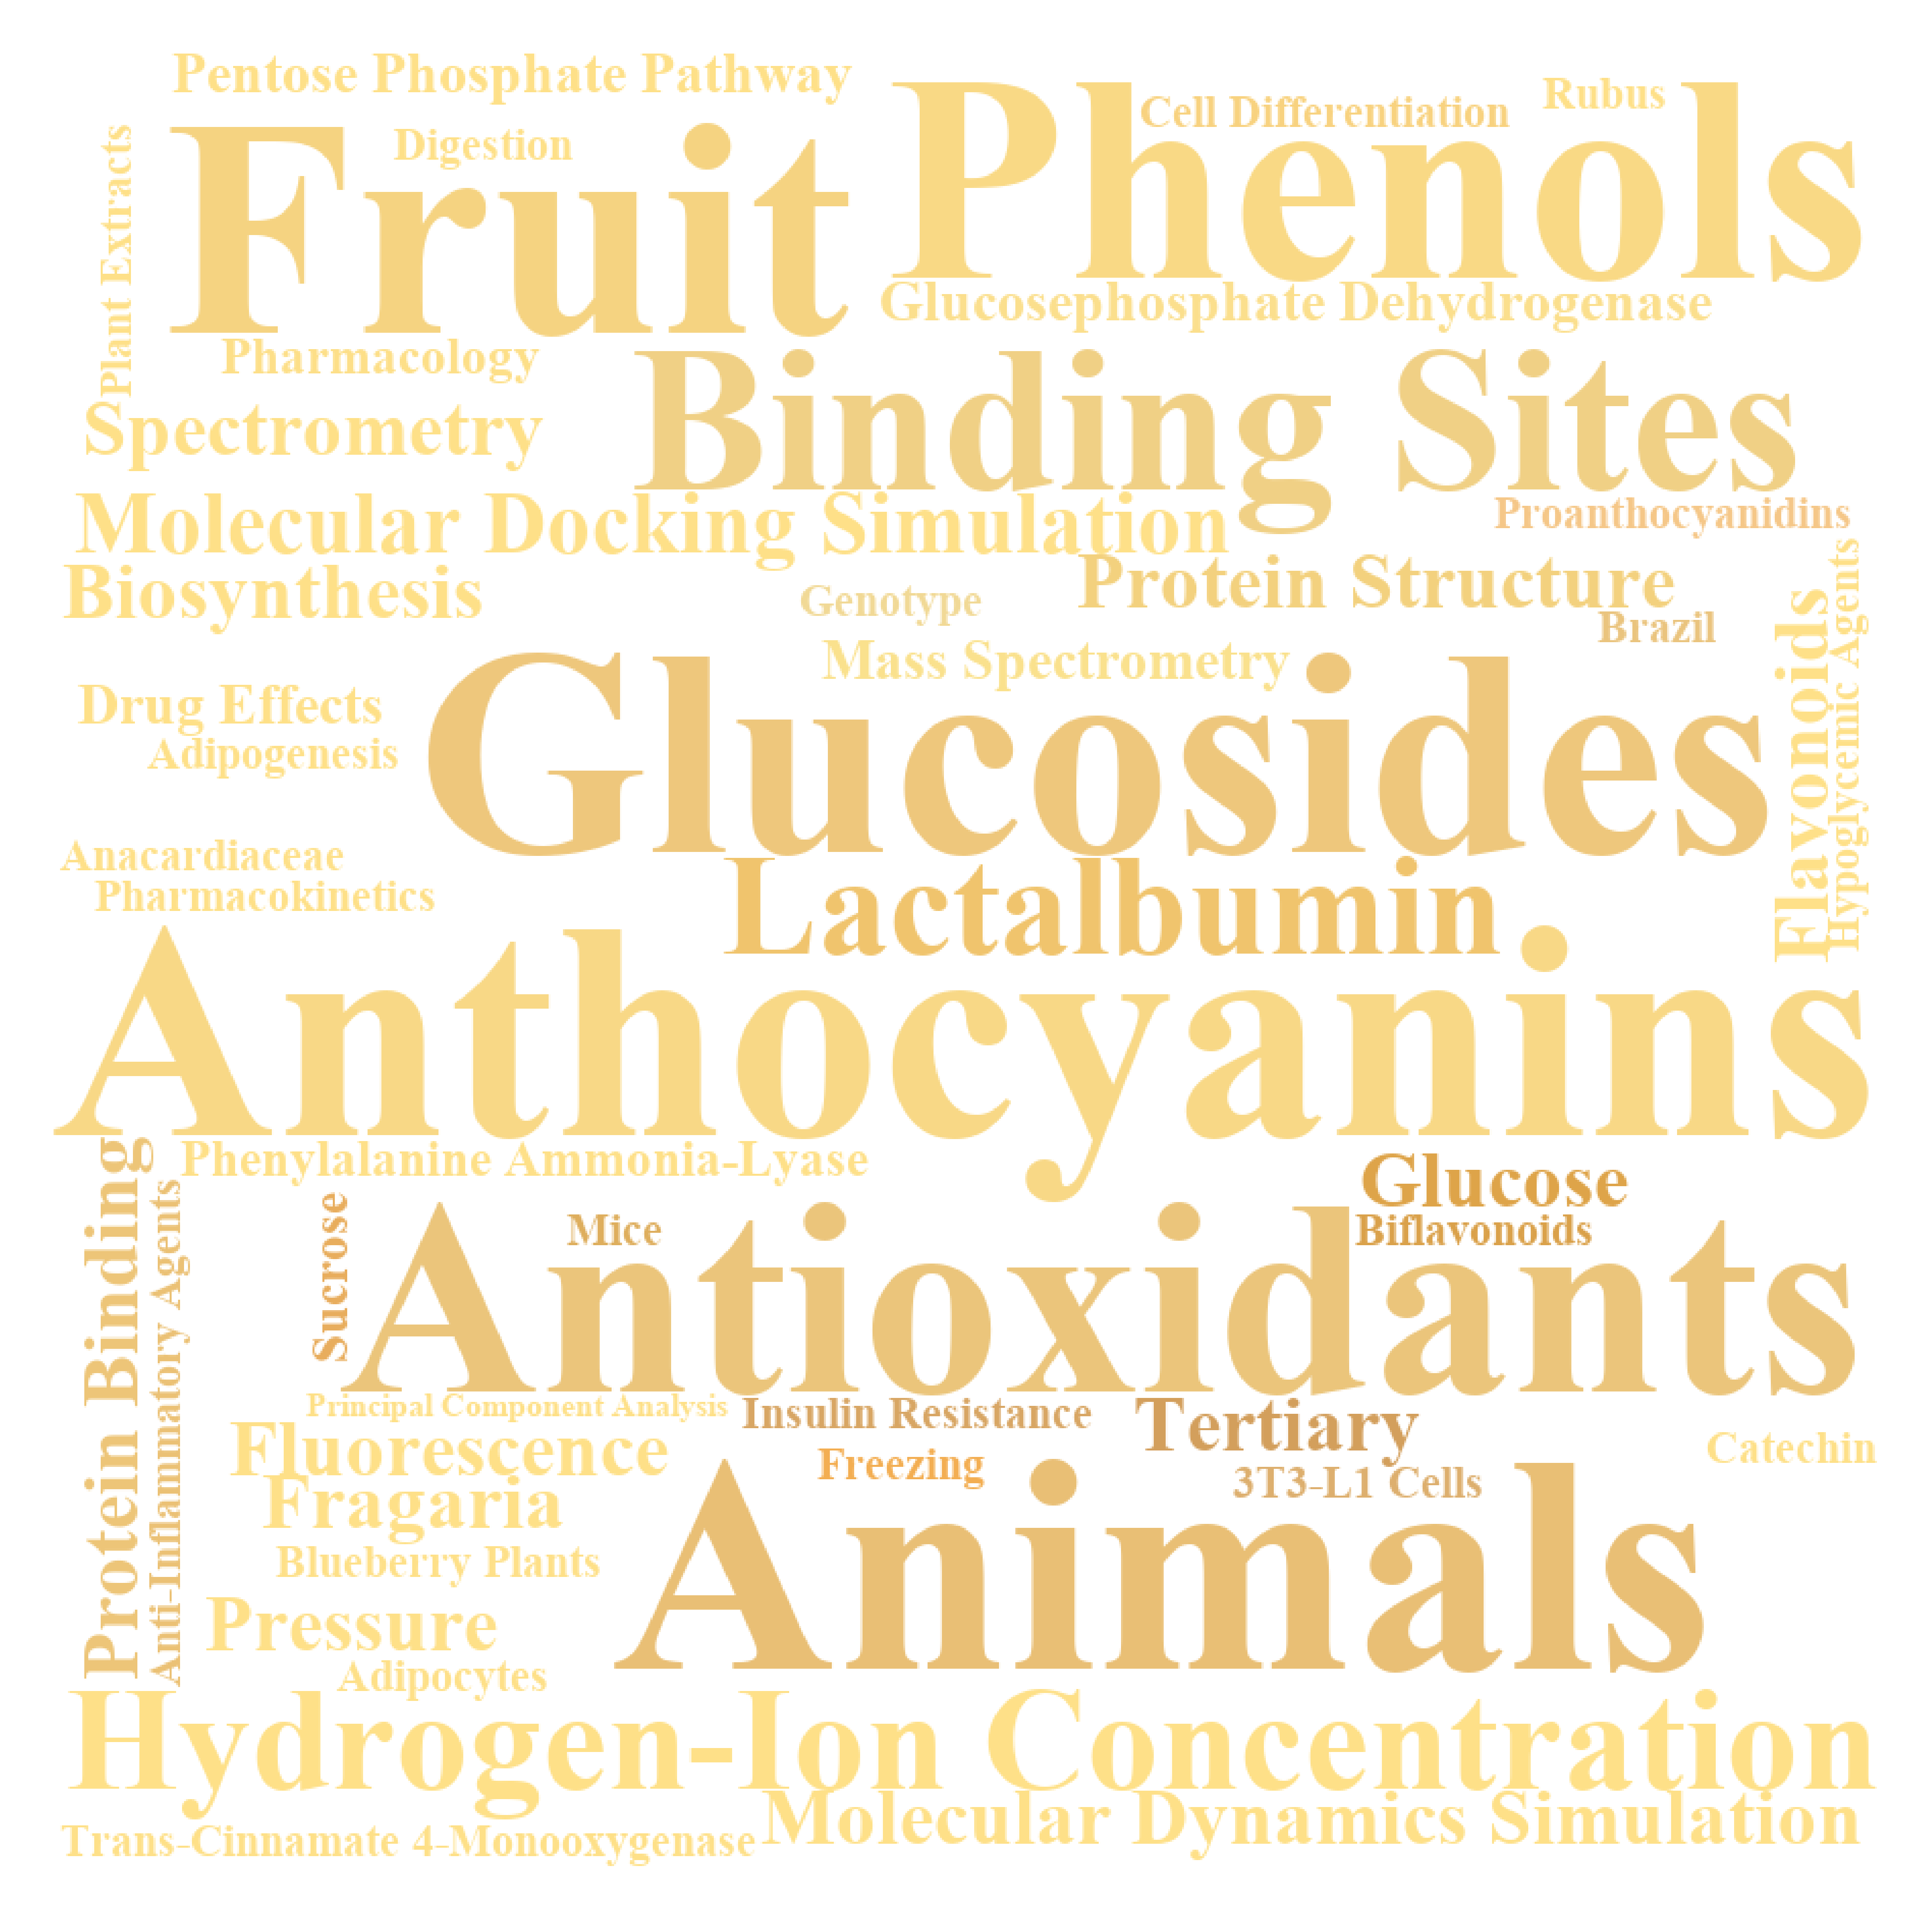 Pentose Phosphate Pathway
Phenols
Cell Differentiation
Rubus
Plant Extracts
Fruit
Digestion
Glucosephosphate Dehydrogenase
Pharmacology
Binding Sites
Spectrometry
Molecular Docking Simulation
Proanthocyanidins
Biosynthesis
Genotype
Protein Structure
Brazil
Flavonoids
Hypoglycemic Agents
Mass Spectrometry
Glucosides
Drug Effects
Adipogenesis
Anacardiaceae
Pharmacokinetics
Lactalbumin
Anthocyanins
Protein Binding
Anti-Inflammatory Agents
Phenylalanine Ammonia-Lyase
Glucose
Sucrose
Mice
Biflavonoids
Antioxidants
Principal Component Analysis
Insulin Resistance
Tertiary
Fluorescence
Freezing
Catechin
Fragaria
3T3-L1 Cells
Animals
Blueberry Plants
Pressure
Adipocytes
Hydrogen-Ion Concentration
Molecular Dynamics Simulation
Trans-Cinnamate 4-Monooxygenase